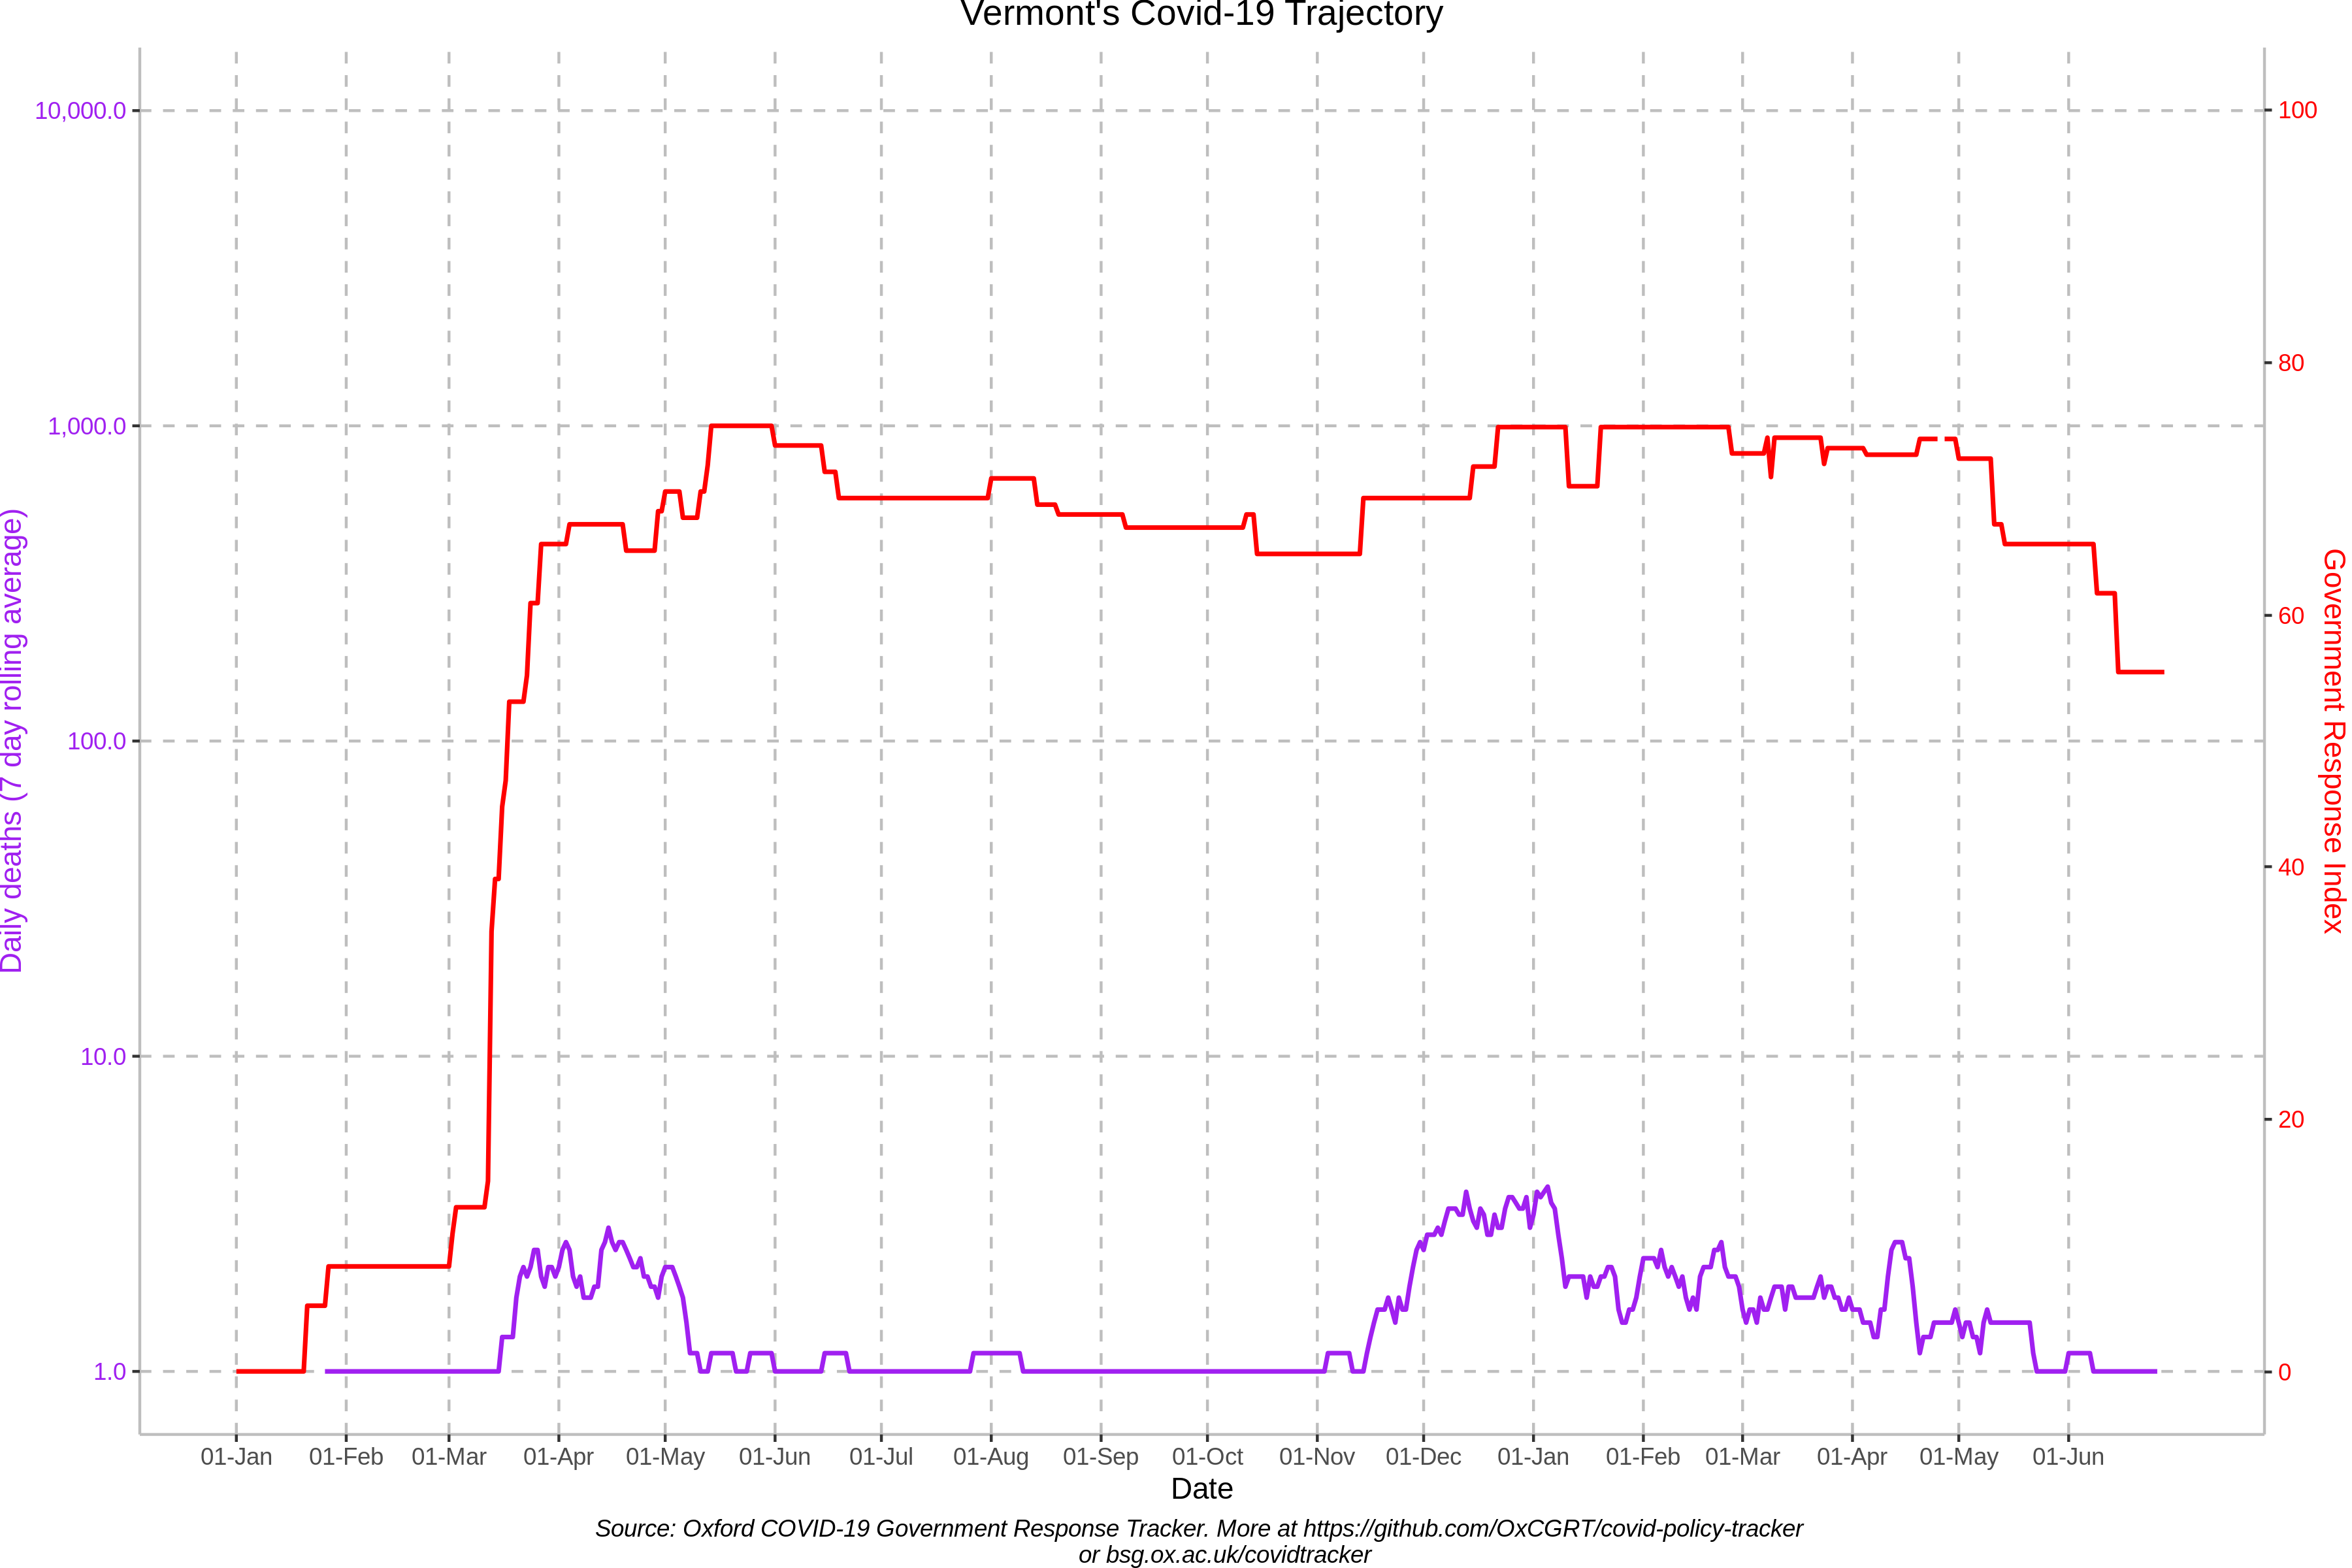 Vermont's Covid-19 Trajectory
10,000.0
1,000.0
100.0
10.0
1.0
Daily deaths (7 day rolling average)
100
80
60
40
20
0
Government Response Index
01-Jan 01-Feb 01-Mar 01-Apr 01-May 01-Jun 01-Jul 01-Aug 01-Sep 01-Oct 01-Nov 01-Dec 01-Jan 01-Feb 01-Mar 01-Apr 01-May 01-Jun
Date
Source: Oxford COVID-19 Government Response Tracker. More at https://github.com/OxCGRT/covid-policy-tracker
or bsg.ox.ac.uk/covidtracker